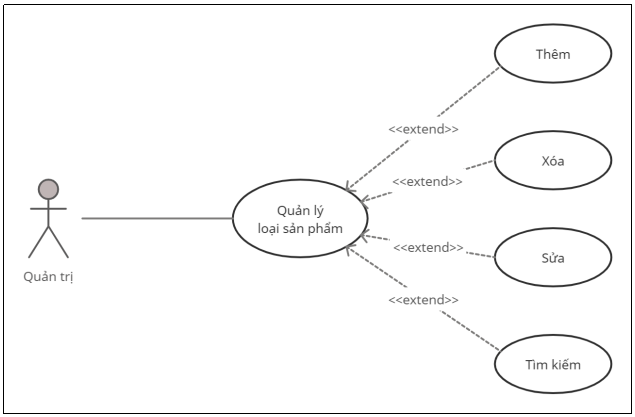 Thêm
<<extend>>
Xóa
<<extend>>
Quản lý
loại sản phẩm
<<extend>>
Sửa
Quản trị
<<extend>>
Tìm kiếm